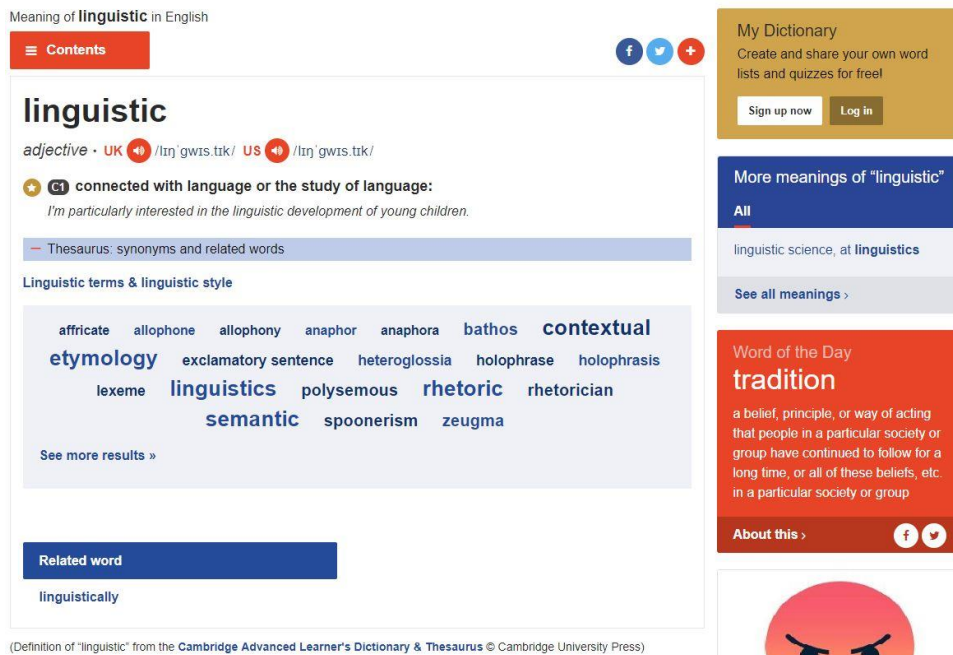 Meaning of linguistic in English
Contents
linguistic
adjective · UK /lɪŋˈɡwɪs.tɪk/ US /lɪŋˈɡwɪs.tɪk/
C1 connected with language or the study of language:
I'm particularly interested in the linguistic development of young children.
– Thesaurus: synonyms and related words
Linguistic terms & linguistic style
affricate allophone allophony anaphor anaphora bathos contextual
etymology exclamatory sentence heteroglossia holophrase holophrasis
lexeme linguistics polysemous rhetoric rhetorician
semantic spoonerism zeugma
See more results »
Related word
linguistically
(Definition of "linguistic" from the Cambridge Advanced Learner's Dictionary & Thesaurus © Cambridge University Press)
My Dictionary
Create and share your own word
lists and quizzes for free!
Sign up now Log in
More meanings of “linguistic”
All
linguistic science, at linguistics
See all meanings ›
Word of the Day
tradition
a belief, principle, or way of acting
that people in a particular society or
group have continued to follow for a
long time, or all of these beliefs, etc.
in a particular society or group
About this ›